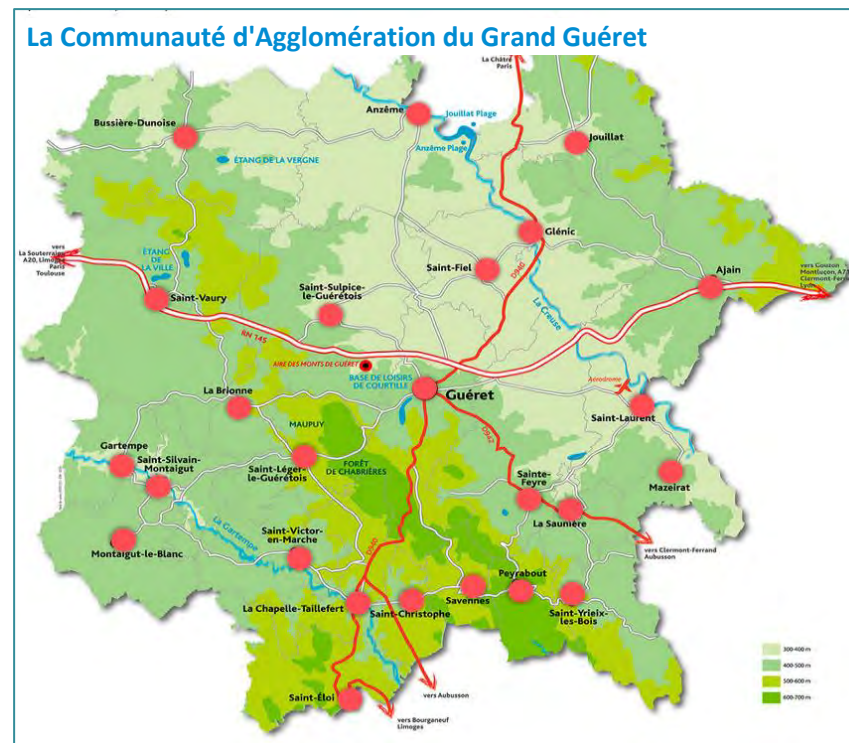 La Communauté d'Agglomération du Grand Guéret
La Châtre
Paris
Anzême
Jouillat Plage
Bussière-Dunoise
Jouillat
Anzême Plage
ÉTANG DE LA VERGNE
Glénic
vers
La Souterraine
A20, Limoges
Paris
Toulouse
ÉTANG
DE
LA VILLE
Saint-Fiel
D940
Ajain
vers Gouzon
Montluçon, A71
Clermont-Ferrand
Lyon
Saint-Vaury
Saint-Sulpice-
le-Guérétois
La Creuse
RN 145
AIRE DES MONTS DE GUÉRET
BASE DE LOISIRS
DE COURTILLE
Guéret
Aérodrome
La Brionne
Saint-Laurent
MAUPUY
D942
Gartempe
Saint-Silvain-
Montaigut
Saint-Léger-
le-Guérétois
FORÊT
DE CHABRIÈRES
Sainte-
Feyre
Mazeirat
La Saunière
La Gartempe
Saint-Victor-
en-Marche
D940
Montaigut-le-Blanc
vers Clermont-Ferrand
Aubusson
Peyrabout
La Chapelle-Taillefert
Saint-Christophe
Savennes
Saint-Yrieix-
les-Bois
300-400 m
400-500 m
500-600 m
600-700 m
Saint-Éloi
vers Aubusson
vers Bourganeuf
Limoges